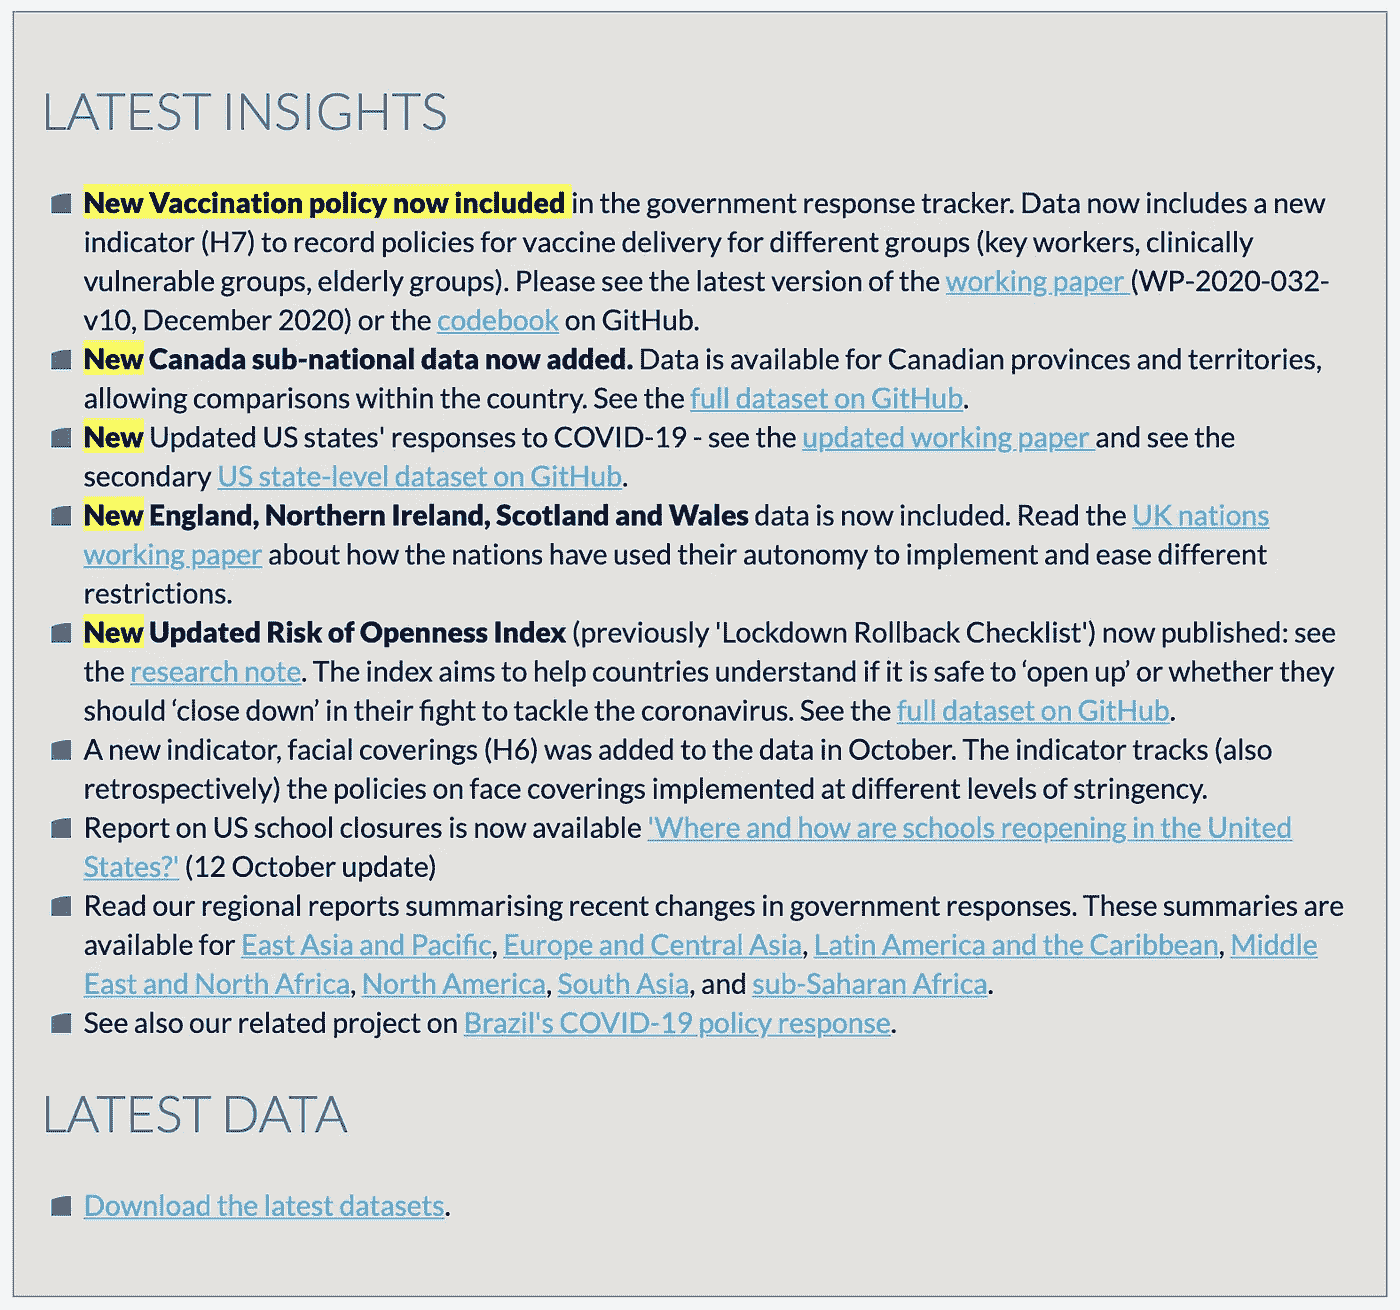 LATEST INSIGHTS
New Vaccination policy now included in the government response tracker. Data now includes a new
indicator (H7) to record policies for vaccine delivery for different groups (key workers, clinically
vulnerable groups, elderly groups). Please see the latest version of the working paper (WP-2020-032-
v10, December 2020) or the codebook on GitHub.
New Canada sub-national data now added. Data is available for Canadian provinces and territories,
allowing comparisons within the country. See the full dataset on GitHub.
New Updated US states' responses to COVID-19 - see the updated working paper and see the
secondary US state-level dataset on GitHub.
New England, Northern Ireland, Scotland and Wales data is now included. Read the UK nations
working paper about how the nations have used their autonomy to implement and ease different
restrictions.
New Updated Risk of Openness Index (previously 'Lockdown Rollback Checklist') now published: see
the research note. The index aims to help countries understand if it is safe to ‘open up’ or whether they
should ‘close down’ in their fight to tackle the coronavirus. See the full dataset on GitHub.
A new indicator, facial coverings (H6) was added to the data in October. The indicator tracks (also
retrospectively) the policies on face coverings implemented at different levels of stringency.
Report on US school closures is now available 'Where and how are schools reopening in the United
States?' (12 October update)
Read our regional reports summarising recent changes in government responses. These summaries are
available for East Asia and Pacific, Europe and Central Asia, Latin America and the Caribbean, Middle
East and North Africa, North America, South Asia, and sub-Saharan Africa.
See also our related project on Brazil's COVID-19 policy response.
LATEST DATA
Download the latest datasets.